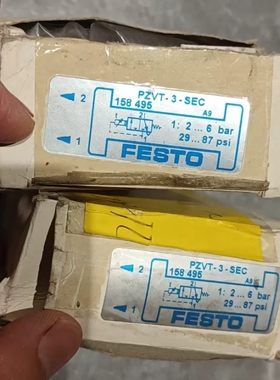 PZVT-3-SEC
158 495
A9
2
1: 2 ... 6 bar
29 ... 87 psi
1
FESTO
PZVT-3-SEC
158 495
2
1: 2 ... 6 bar
29 ... 87 psi
1
FESTO